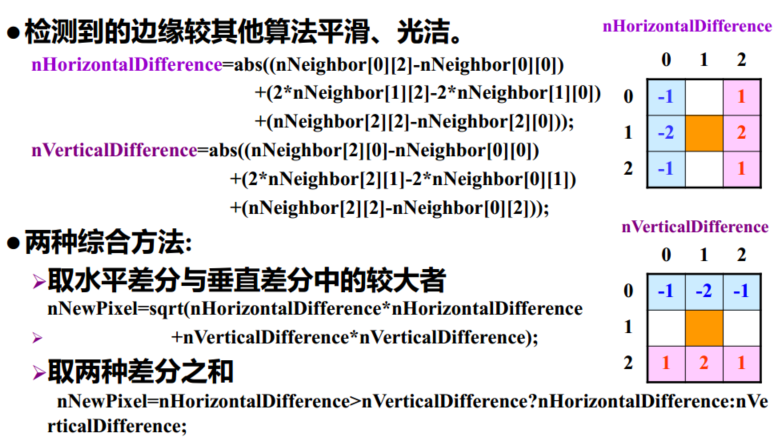 ●检测到的边缘较其他算法平滑、光洁。
nHorizontalDifference=abs((nNeighbor[0][2]-nNeighbor[0][0])
+(2*nNeighbor[1][2]-2*nNeighbor[1][0])
+(nNeighbor[2][2]-nNeighbor[2][0]));
nVerticalDifference=abs((nNeighbor[2][0]-nNeighbor[0][0])
+(2*nNeighbor[2][1]-2*nNeighbor[0][1])
+(nNeighbor[2][2]-nNeighbor[0][2]));
●两种综合方法:
➢取水平差分与垂直差分中的较大者
nNewPixel=sqrt(nHorizontalDifference*nHorizontalDifference
➢ +nVerticalDifference*nVerticalDifference);
➢取两种差分之和
nNewPixel=nHorizontalDifference>nVerticalDifference?nHorizontalDifference:nVe
rticalDifference;
nHorizontalDifference
0 1 2
0 -1 1
1 -2 2
2 -1 1
nVerticalDifference
0 1 2
0 -1 -2 -1
1
2 1 2 1